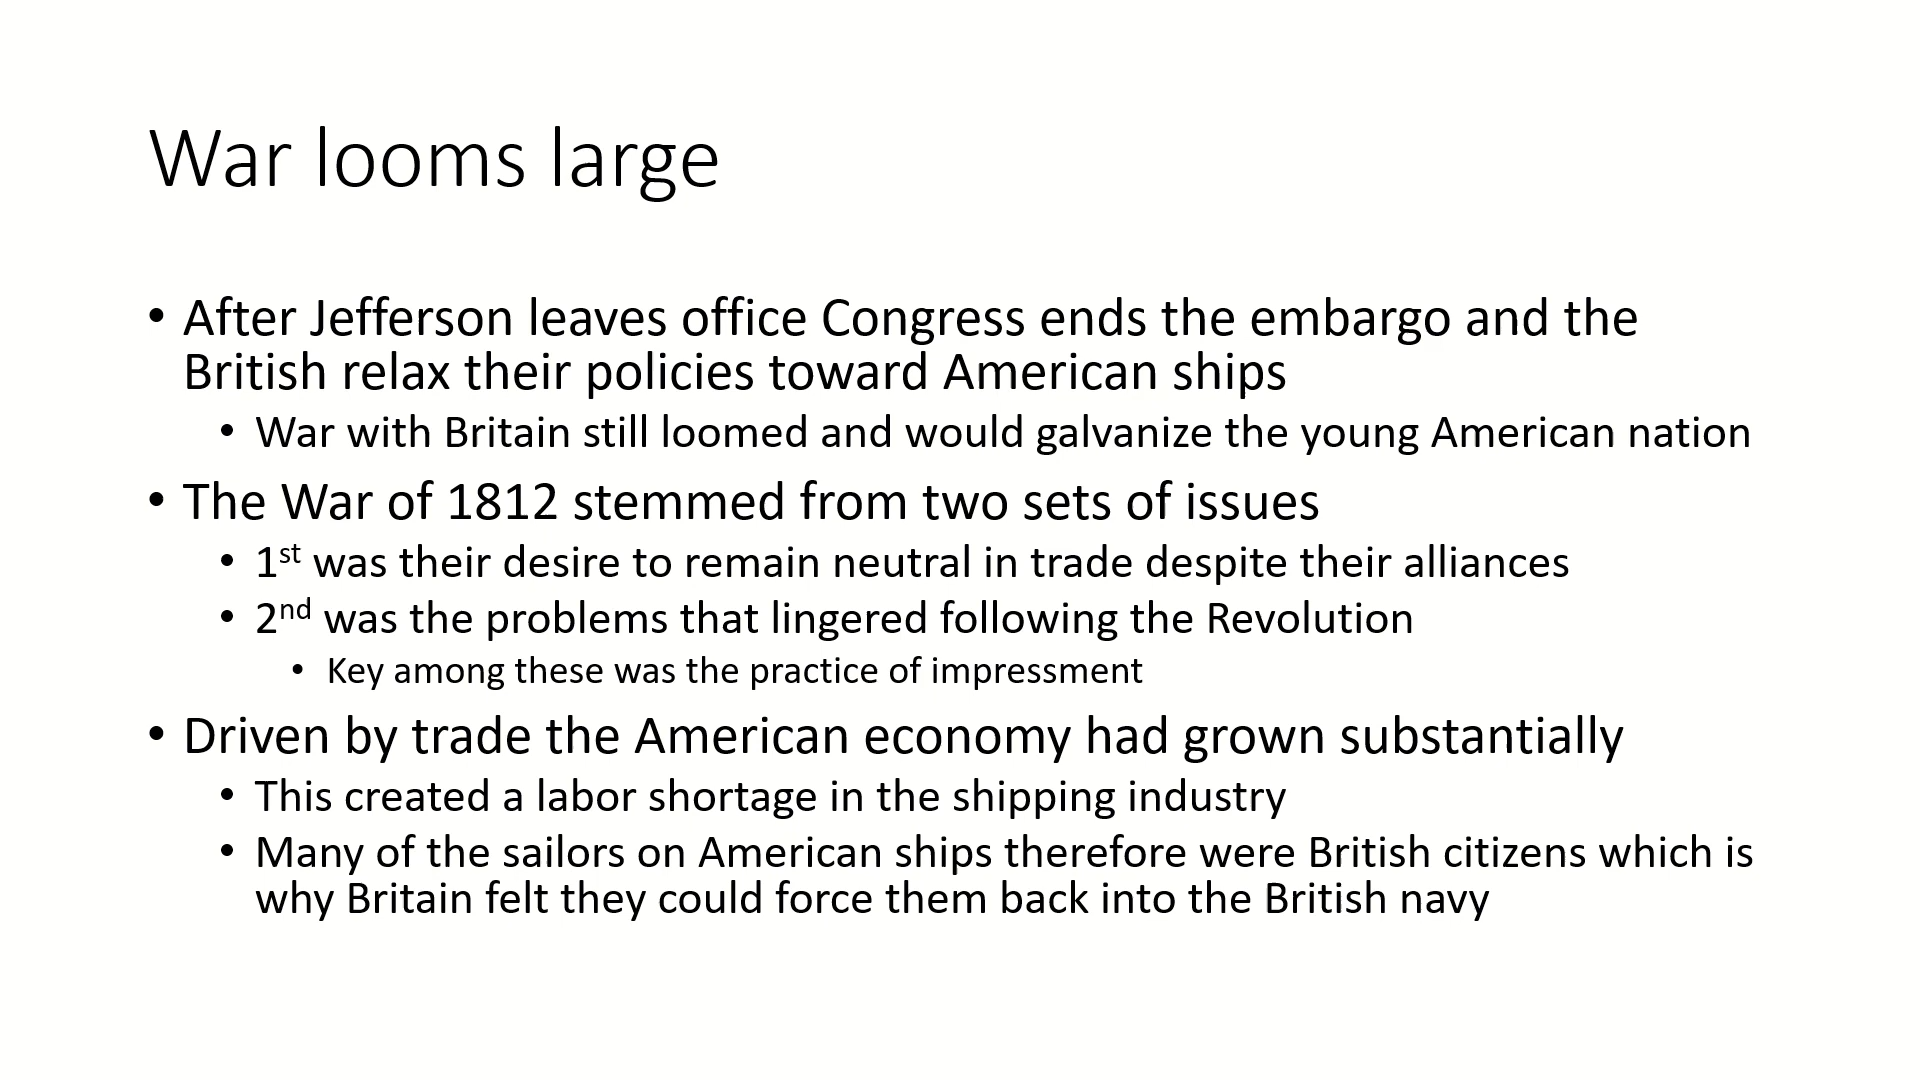 War looms large
• After Jefferson leaves office Congress ends the embargo and the
British relax their policies toward American ships
• War with Britain still loomed and would galvanize the young American nation
• The War of 1812 stemmed from two sets of issues
• 1st was their desire to remain neutral in trade despite their alliances
• 2nd was the problems that lingered following the Revolution
• Key among these was the practice of impressment
• Driven by trade the American economy had grown substantially
• This created a labor shortage in the shipping industry
• Many of the sailors on American ships therefore were British citizens which is
why Britain felt they could force them back into the British navy